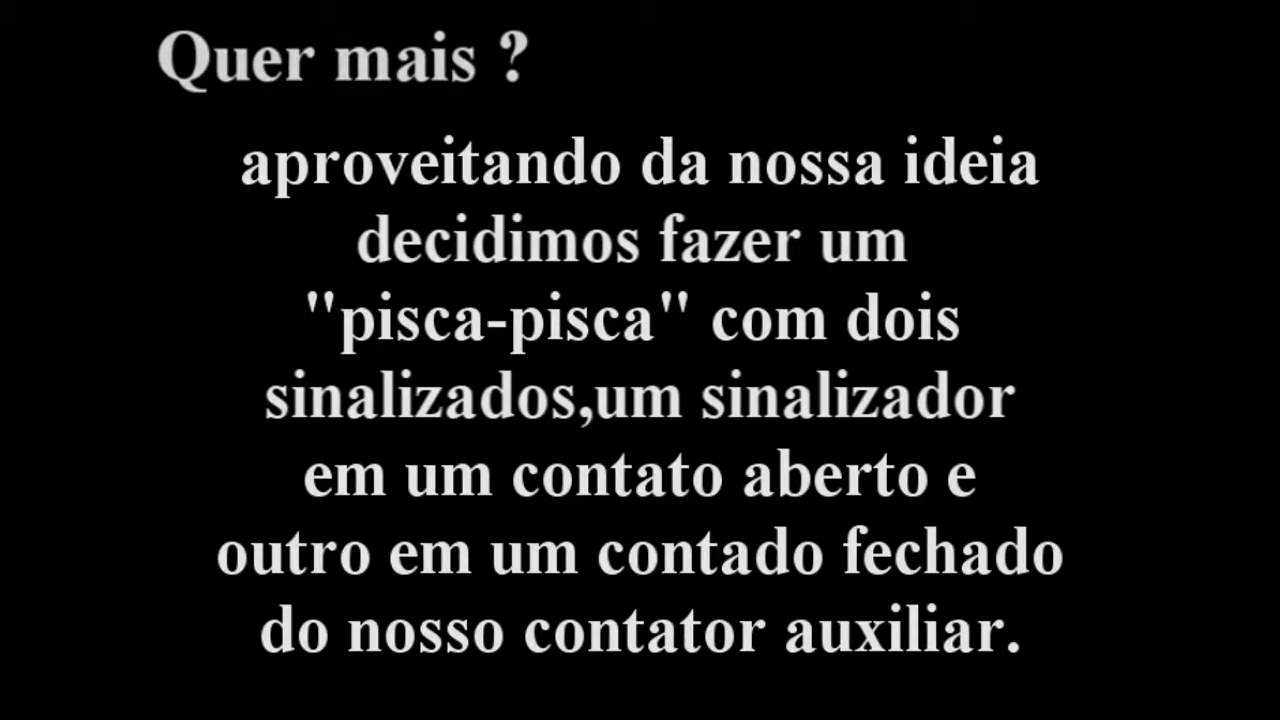 Quer mais ?
aproveitando da nossa ideia
decidimos fazer um
"pisca-pisca" com dois
sinalizados,um sinalizador
em um contato aberto e
outro em um contado fechado
do nosso contator auxiliar.